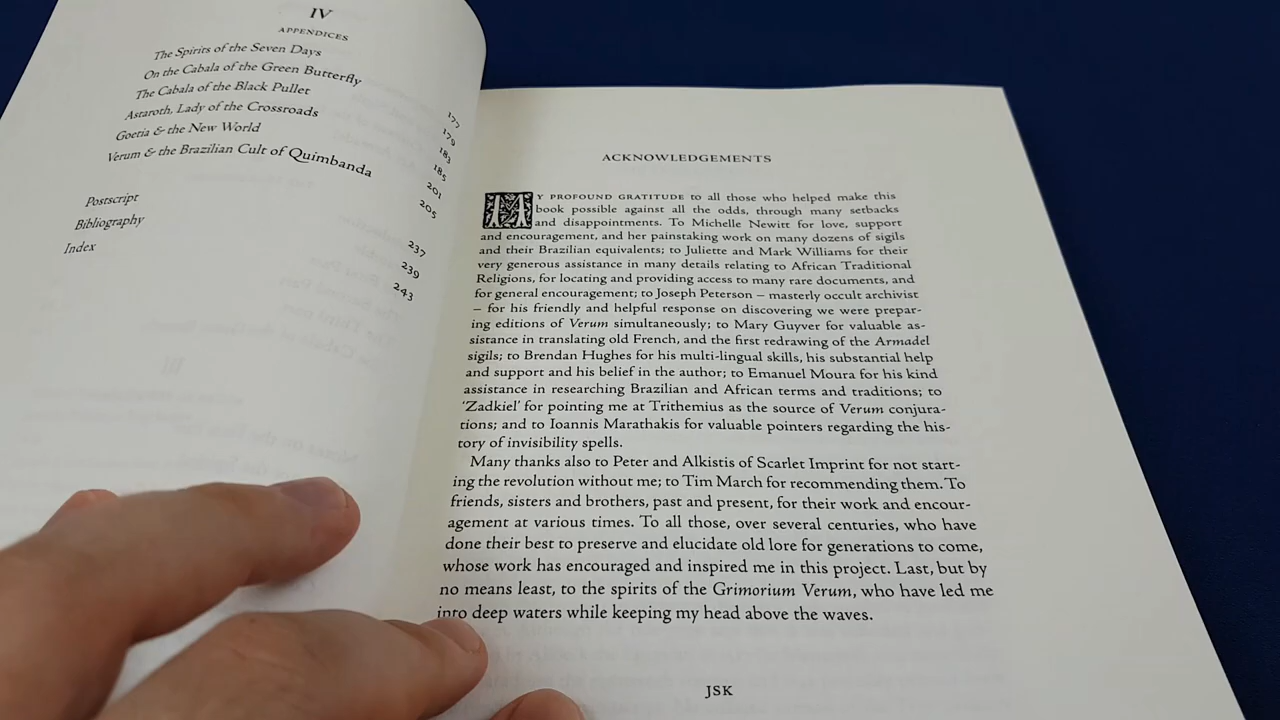 IV
APPENDICES
The Spirits of the Seven Days 177
On the Cabala of the Green Butterfly 179
The Cabala of the Black Pullet 183
Astaroth, Lady of the Crossroads 185
Goetia & the New World 201
Verum & the Brazilian Cult of Quimbanda 205
Postscript 237
Bibliography 239
Index 243
ACKNOWLEDGEMENTS
MY PROFOUND GRATITUDE to all those who helped make this
book possible against all the odds, through many setbacks
and disappointments. To Michelle Newitt for love, support
and encouragement, and her painstaking work on many dozens of sigils
and their Brazilian equivalents; to Juliette and Mark Williams for their
very generous assistance in many details relating to African Traditional
Religions, for locating and providing access to many rare documents, and
for general encouragement; to Joseph Peterson – masterly occult archivist
– for his friendly and helpful response on discovering we were prepar-
ing editions of Verum simultaneously; to Mary Guyver for valuable as-
sistance in translating old French, and the first redrawing of the Armadel
sigils; to Brendan Hughes for his multi-lingual skills, his substantial help
and support and his belief in the author; to Emanuel Moura for his kind
assistance in researching Brazilian and African terms and traditions; to
'Zadkiel' for pointing me at Trithemius as the source of Verum conjura-
tions; and to Ioannis Marathakis for valuable pointers regarding the his-
tory of invisibility spells.
Many thanks also to Peter and Alkistis of Scarlet Imprint for not start-
ing the revolution without me; to Tim March for recommending them. To
friends, sisters and brothers, past and present, for their work and encour-
agement at various times. To all those, over several centuries, who have
done their best to preserve and elucidate old lore for generations to come,
whose work has encouraged and inspired me in this project. Last, but by
no means least, to the spirits of the Grimorium Verum, who have led me
into deep waters while keeping my head above the waves.
JSK